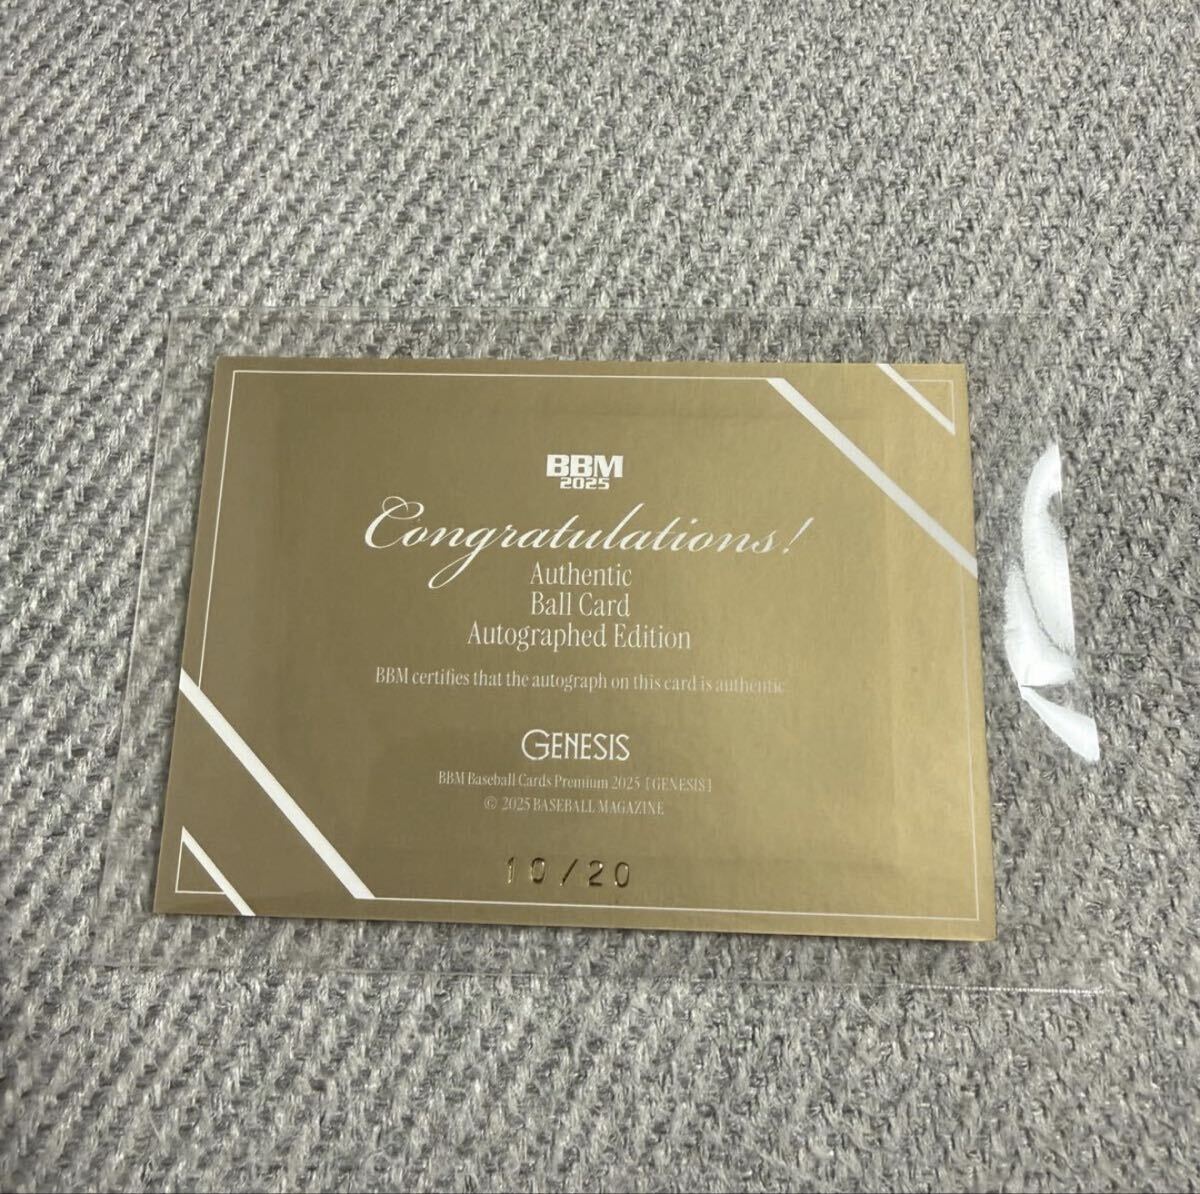 BBM
2025
Congratulations!
Authentic
Ball Card
Autographed Edition
BBM certifies that the autograph on this card is authentic.
GENESIS
BBM Baseball Cards Premium 2025 [GENESIS]
© 2025 BASEBALL MAGAZINE
10/20